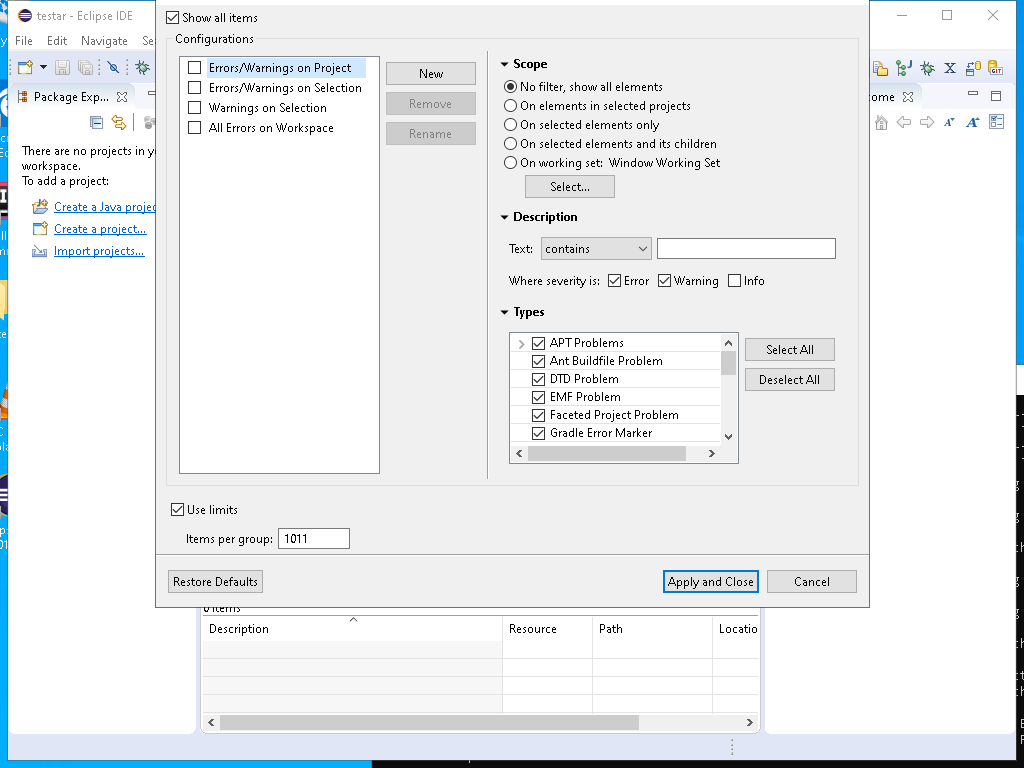 testar - Eclipse IDE
File Edit Navigate Se
Package Exp...
There are no projects in y
workspace.
To add a project:
Create a Java projec
Create a project...
Import projects...
Show all items
Configurations
Errors/Warnings on Project
Errors/Warnings on Selection
Warnings on Selection
All Errors on Workspace
New
Remove
Rename
Scope
No filter, show all elements
On elements in selected projects
On selected elements only
On selected elements and its children
On working set: Window Working Set
Select...
Description
Text: contains
Where severity is: Error Warning Info
Types
APT Problems
Ant Buildfile Problem
DTD Problem
EMF Problem
Faceted Project Problem
Gradle Error Marker
Select All
Deselect All
Use limits
Items per group: 1011
Restore Defaults
Apply and Close
Cancel
0 items
Description Resource Path Locatio
ome